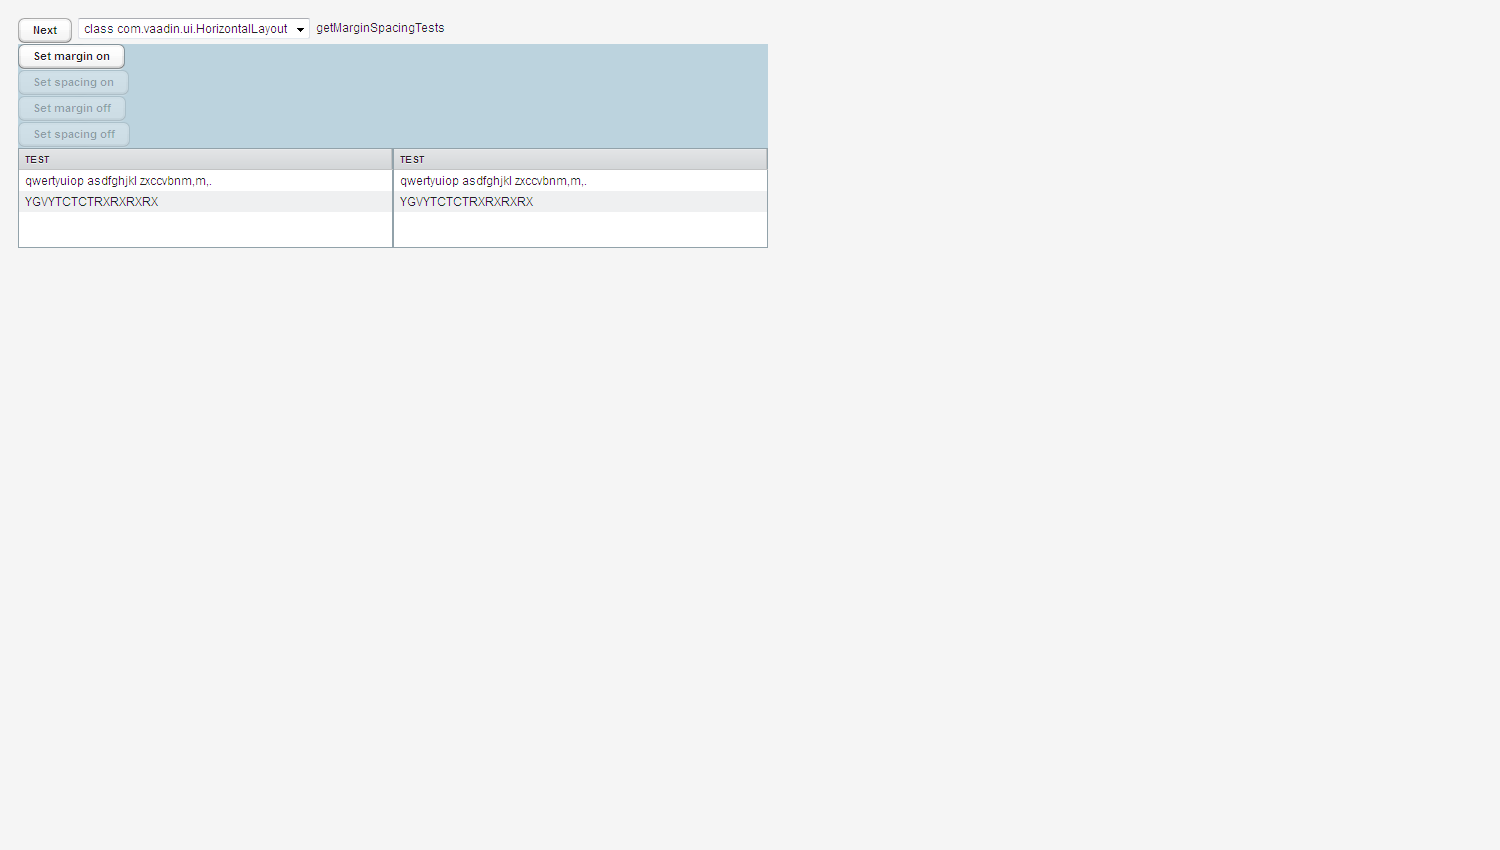 Next class com.vaadin.ui.HorizontalLayout getMarginSpacingTests
Set margin on
Set spacing on
Set margin off
Set spacing off
TEST TEST
qwertyuiop asdfghjkl zxccvbnm,m,. qwertyuiop asdfghjkl zxccvbnm,m,.
YGVYTCTCTRXRXRXRX YGVYTCTCTRXRXRXRX